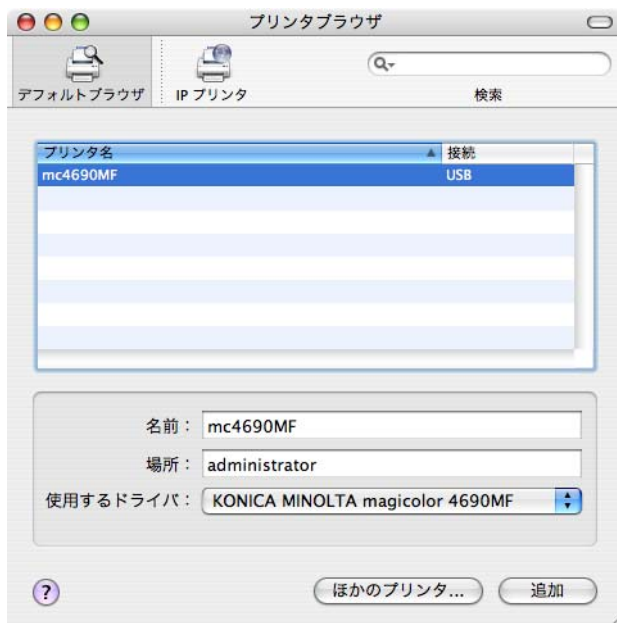 プリンタブラウザ
デフォルトブラウザ
IP プリンタ
検索
プリンタ名 接続
mc4690MF USB
名前： mc4690MF
場所： administrator
使用するドライバ： KONICA MINOLTA magicolor 4690MF
? ほかのプリンタ... 追加